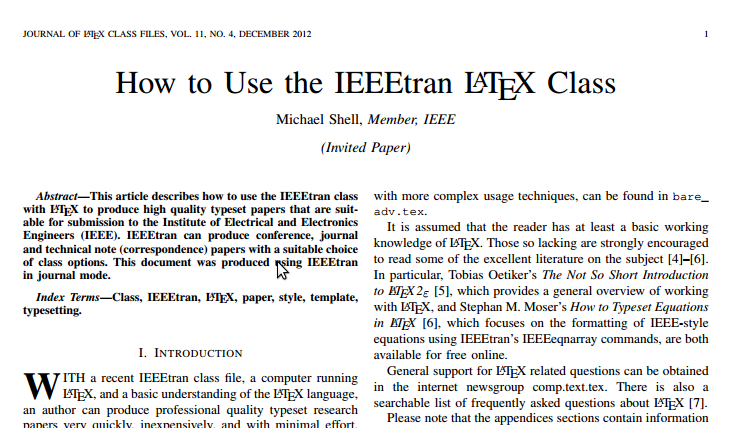 JOURNAL OF LATEX CLASS FILES, VOL. 11, NO. 4, DECEMBER 2012
1
How to Use the IEEEtran LATEX Class
Michael Shell, Member, IEEE
(Invited Paper)
Abstract—This article describes how to use the IEEEtran class
with LATEX to produce high quality typeset papers that are suit-
able for submission to the Institute of Electrical and Electronics
Engineers (IEEE). IEEEtran can produce conference, journal
and technical note (correspondence) papers with a suitable choice
of class options. This document was produced using IEEEtran
in journal mode.
Index Terms—Class, IEEEtran, LATEX, paper, style, template,
typesetting.
I. INTRODUCTION
WITH a recent IEEEtran class file, a computer running
LATEX, and a basic understanding of the LATEX language,
an author can produce professional quality typeset research
papers very quickly, inexpensively, and with minimal effort.
with more complex usage techniques, can be found in bare_
adv.tex.
It is assumed that the reader has at least a basic working
knowledge of LATEX. Those so lacking are strongly encouraged
to read some of the excellent literature on the subject [4]–[6].
In particular, Tobias Oetiker's The Not So Short Introduction
to LATEX 2ε [5], which provides a general overview of working
with LATEX, and Stephan M. Moser's How to Typeset Equations
in LATEX [6], which focuses on the formatting of IEEE-style
equations using IEEEtran's IEEEeqnarray commands, are both
available for free online.
General support for LATEX related questions can be obtained
in the internet newsgroup comp.text.tex. There is also a
searchable list of frequently asked questions about LATEX [7].
Please note that the appendices sections contain information